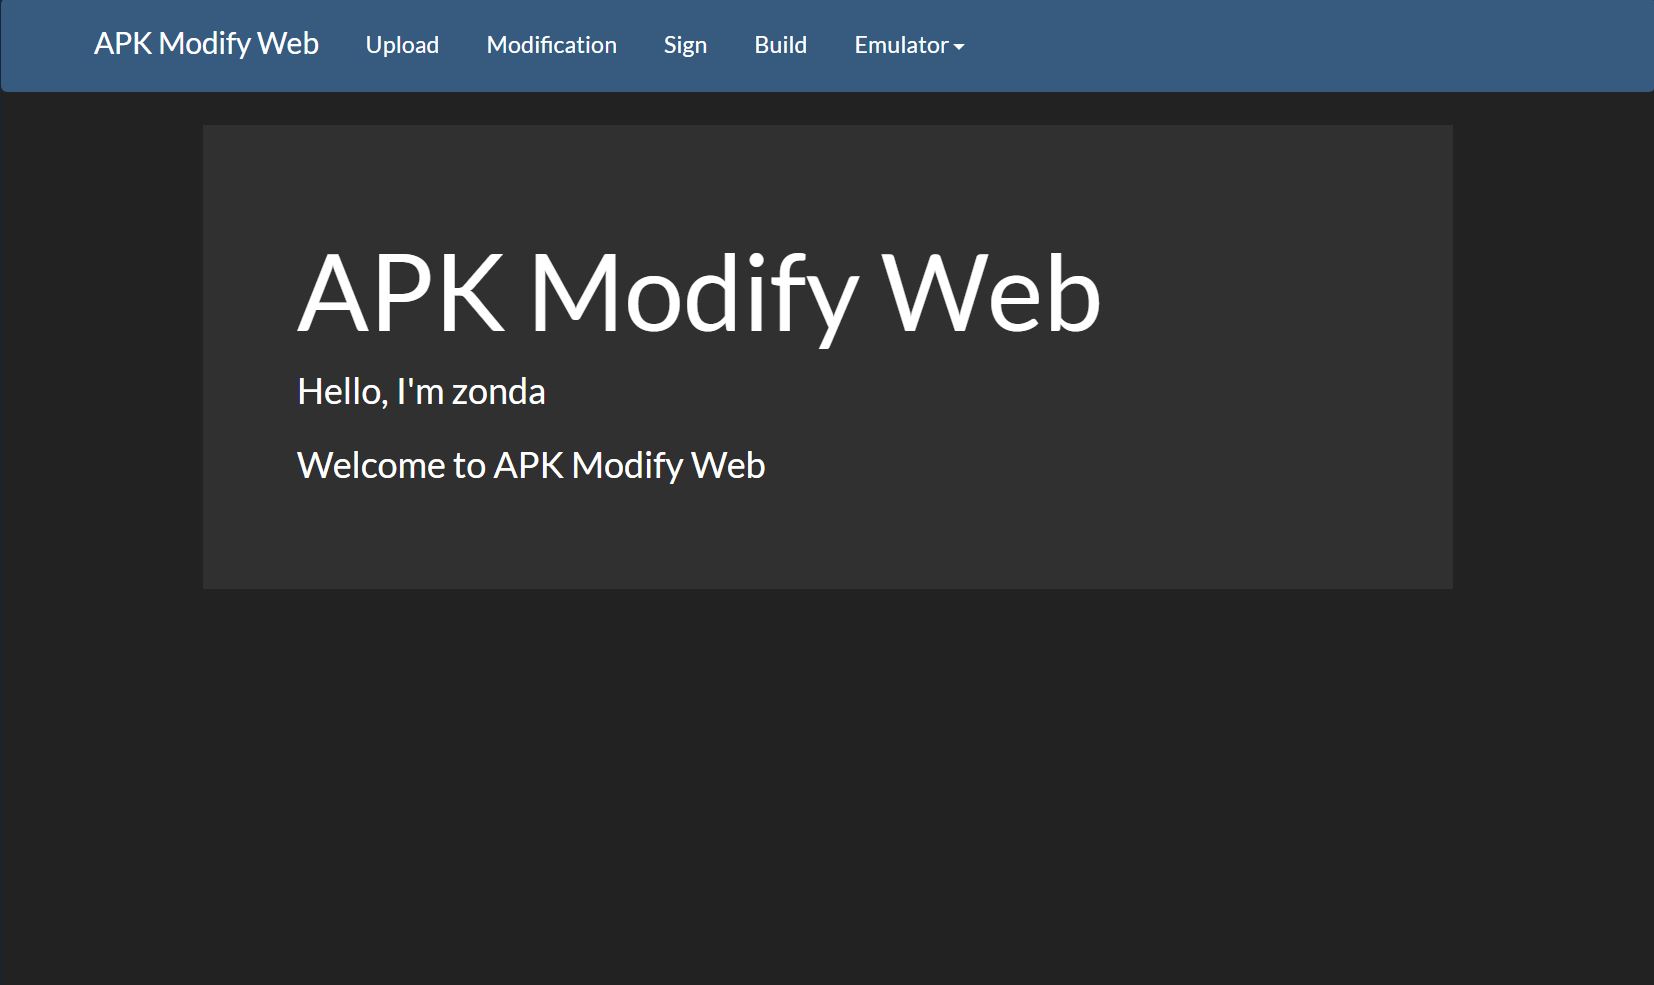 APK Modify Web Upload Modification Sign Build Emulator
APK Modify Web
Hello, I'm zonda
Welcome to APK Modify Web